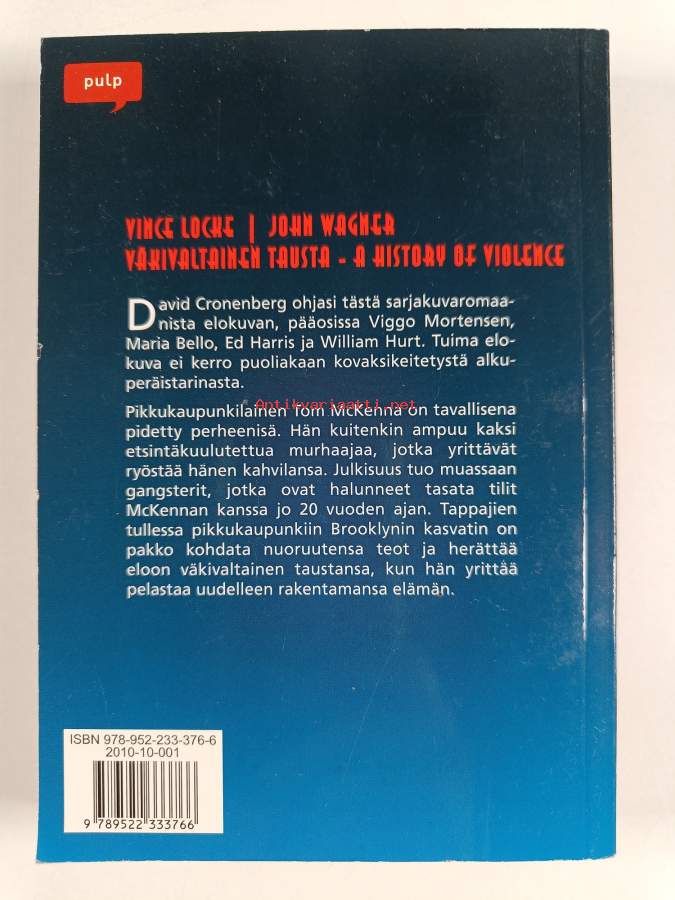 pulp
VINCE LOCKE | JOHN WAGNER
VÄKIVALTAINEN TAUSTA - A HISTORY OF VIOLENCE
David Cronenberg ohjasi tästä sarjakuvaromaa-
nista elokuvan, pääosissa Viggo Mortensen,
Maria Bello, Ed Harris ja William Hurt. Tuima elo-
kuva ei kerro puoliakaan kovaksikeitetystä alku-
peräistarinasta.
Antikvariaatti.net
Pikkukaupunkilainen Tom McKenna on tavallisena
pidetty perheenisä. Hän kuitenkin ampuu kaksi
etsintäkuulutettua murhaajaa, jotka yrittävät
ryöstää hänen kahvilansa. Julkisuus tuo muassaan
gangsterit, jotka ovat halunneet tasata tilit
McKennan kanssa jo 20 vuoden ajan. Tappajien
tullessa pikkukaupunkiin Brooklynin kasvatin on
pakko kohdata nuoruutensa teot ja herättää
eloon väkivaltainen taustansa, kun hän yrittää
pelastaa uudelleen rakentamansa elämän.
ISBN 978-952-233-376-6
2010-10-001
9 789522 333766